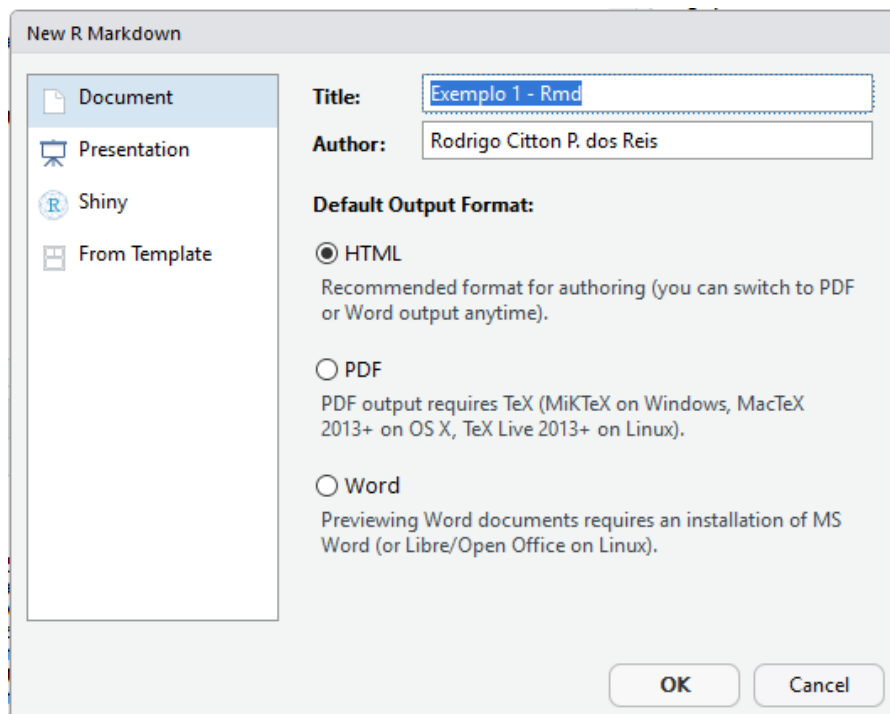 New R Markdown
Document
Presentation
R Shiny
From Template
Title: Exemplo 1 - Rmd
Author: Rodrigo Citton P. dos Reis
Default Output Format:
HTML
Recommended format for authoring (you can switch to PDF
or Word output anytime).
PDF
PDF output requires TeX (MiKTeX on Windows, MacTeX
2013+ on OS X, TeX Live 2013+ on Linux).
Word
Previewing Word documents requires an installation of MS
Word (or Libre/Open Office on Linux).
OK Cancel